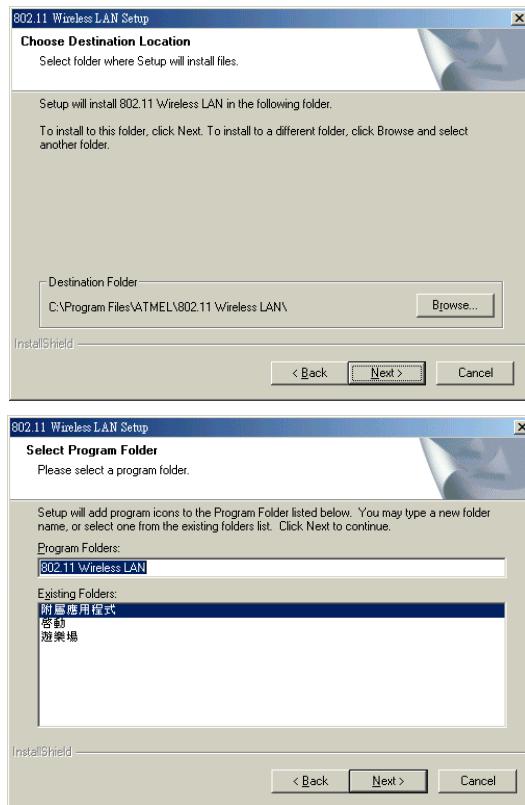 802.11 Wireless LAN Setup
Choose Destination Location
Select folder where Setup will install files.
Setup will install 802.11 Wireless LAN in the following folder.
To install to this folder, click Next. To install to a different folder, click Browse and select
another folder.
Destination Folder
C:\Program Files\ATMEL\802.11 Wireless LAN\
Browse...
InstallShield
< Back
Next >
Cancel
802.11 Wireless LAN Setup
Select Program Folder
Please select a program folder.
Setup will add program icons to the Program Folder listed below. You may type a new folder
name, or select one from the existing folders list. Click Next to continue.
Program Folders:
802.11 Wireless LAN
Existing Folders:
附屬應用程式
啓動
遊樂場
InstallShield
< Back
Next >
Cancel